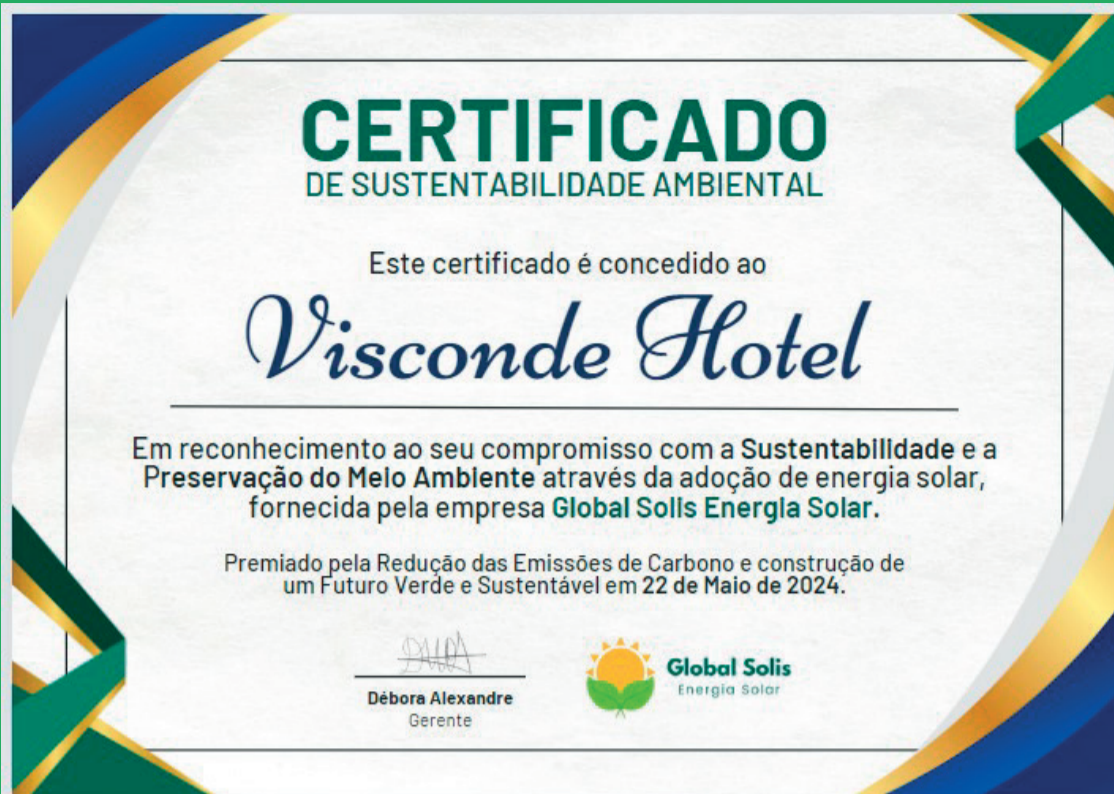 CERTIFICADO
DE SUSTENTABILIDADE AMBIENTAL
Este certificado é concedido ao
Visconde Hotel
Em reconhecimento ao seu compromisso com a Sustentabilidade e a
Preservação do Meio Ambiente através da adoção de energia solar,
fornecida pela empresa Global Solis Energia Solar.
Premiado pela Redução das Emissões de Carbono e construção de
um Futuro Verde e Sustentável em 22 de Maio de 2024.
Débora Alexandre
Gerente
Global Solis
Energia Solar